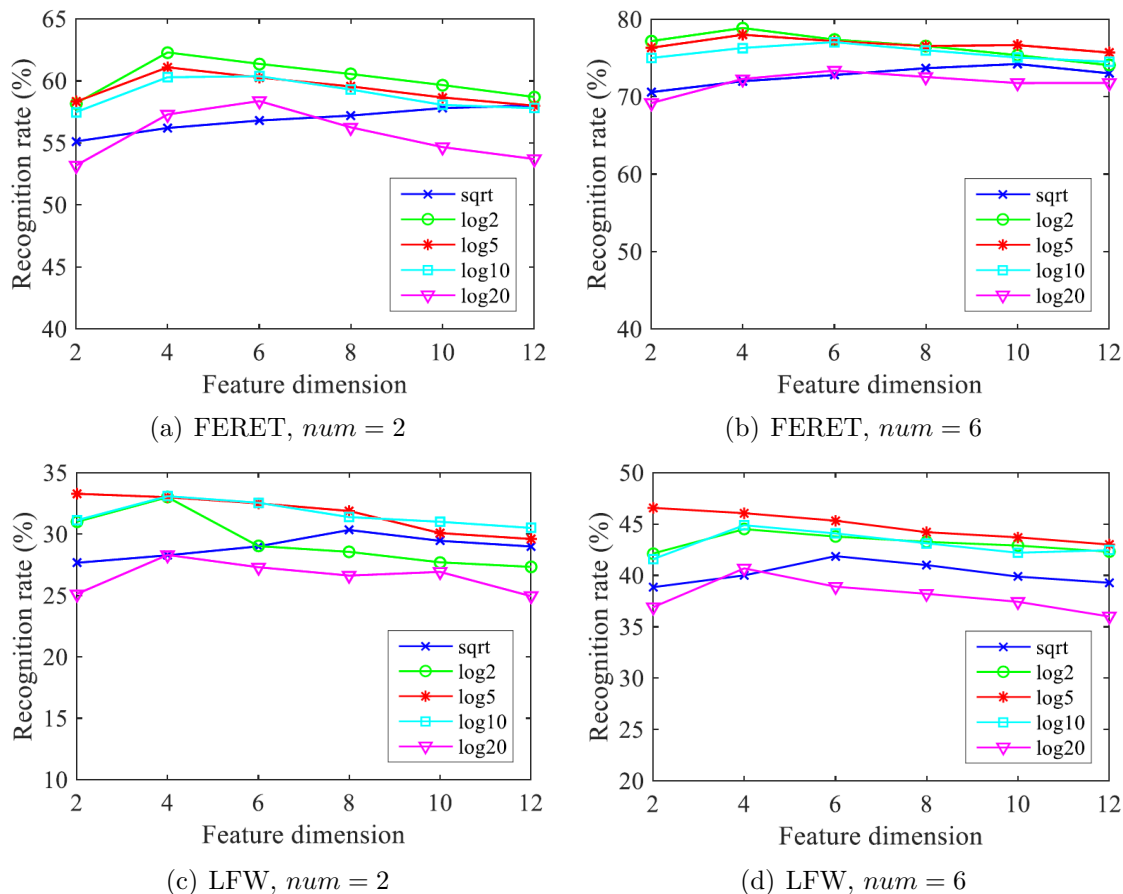 Recognition rate (%)
65
60
55
50
45
40
2 4 6 8 10 12
Feature dimension
sqrt
log2
log5
log10
log20
(a) FERET, num = 2
Recognition rate (%)
80
70
60
50
40
2 4 6 8 10 12
Feature dimension
sqrt
log2
log5
log10
log20
(b) FERET, num = 6
Recognition rate (%)
35
30
25
20
15
10
2 4 6 8 10 12
Feature dimension
sqrt
log2
log5
log10
log20
(c) LFW, num = 2
Recognition rate (%)
50
45
40
35
30
25
20
2 4 6 8 10 12
Feature dimension
sqrt
log2
log5
log10
log20
(d) LFW, num = 6